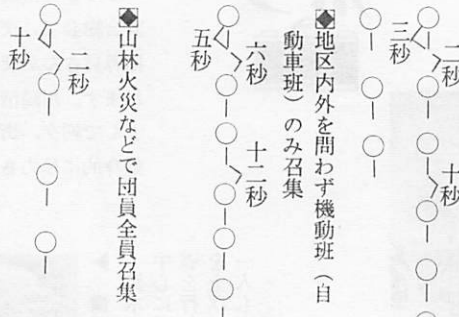 十秒
三秒
◆地区内外を問わず機動班（自
動車班）のみ召集
六秒
十二秒
五秒
◆山林火災などで団員全員召集
二秒
十秒